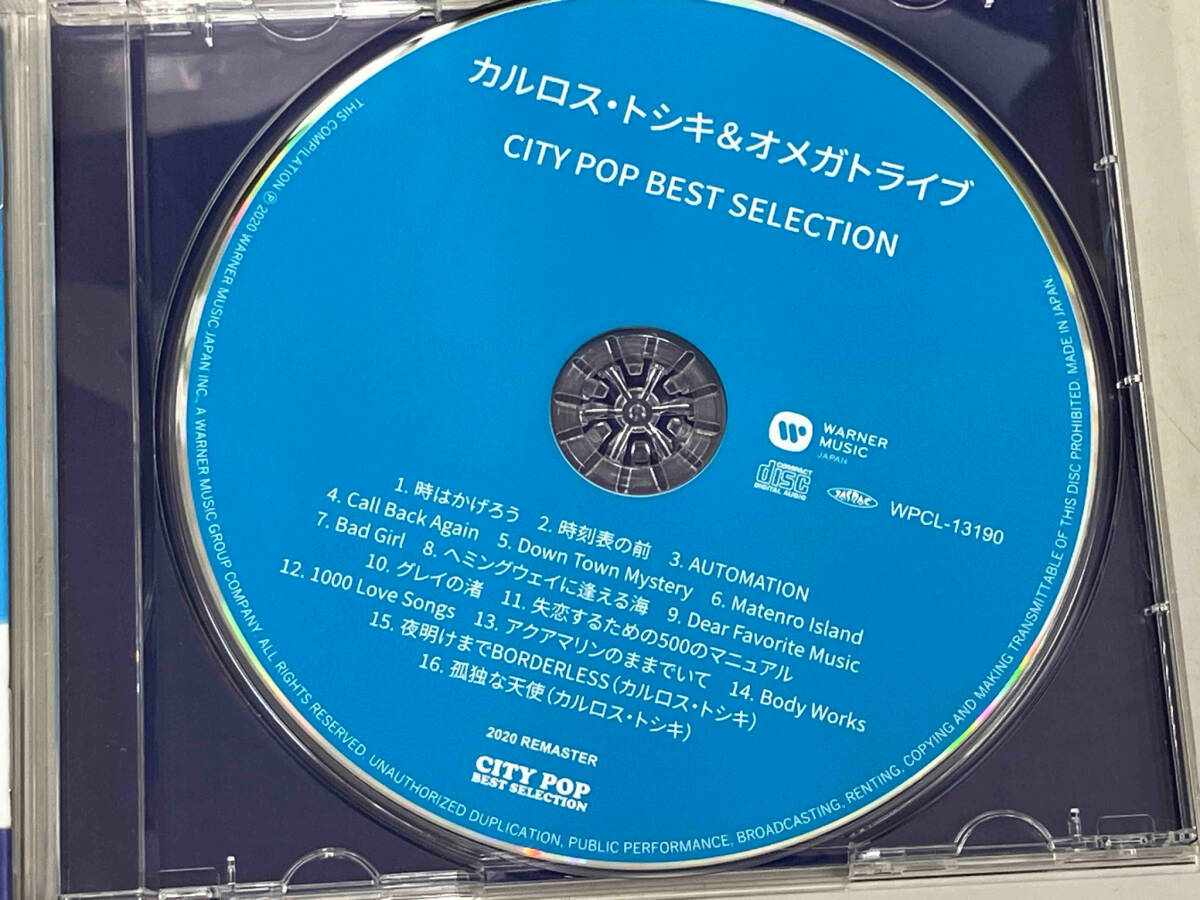 カルロス・トシキ&オメガトライブ
CITY POP BEST SELECTION
WARNER
MUSIC
JAPAN
COMPACT
disc
DIGITAL AUDIO
WPCL-13190
1. 時はかげろう 2. 時刻表の前 3. AUTOMATION
4. Call Back Again 5. Down Town Mystery 6. Matenro Island
7. Bad Girl 8. ヘミングウェイに逢える海 9. Dear Favorite Music
10. グレイの渚 11. 失恋するための500のマニュアル
12. 1000 Love Songs 13. アクアマリンのままでいて 14. Body Works
15. 夜明けまでBORDERLESS(カルロス・トシキ)
16. 孤独な天使(カルロス・トシキ)
2020 REMASTER
CITY POP
BEST SELECTION
THIS COMPILATION ℗ 2020 WARNER MUSIC JAPAN INC., A WARNER MUSIC GROUP COMPANY. ALL RIGHTS RESERVED. UNAUTHORIZED DUPLICATION, PUBLIC PERFORMANCE, BROADCASTING, RENTING, COPYING AND MAKING TRANSMITTABLE OF THIS DISC PROHIBITED. MADE IN JAPAN.